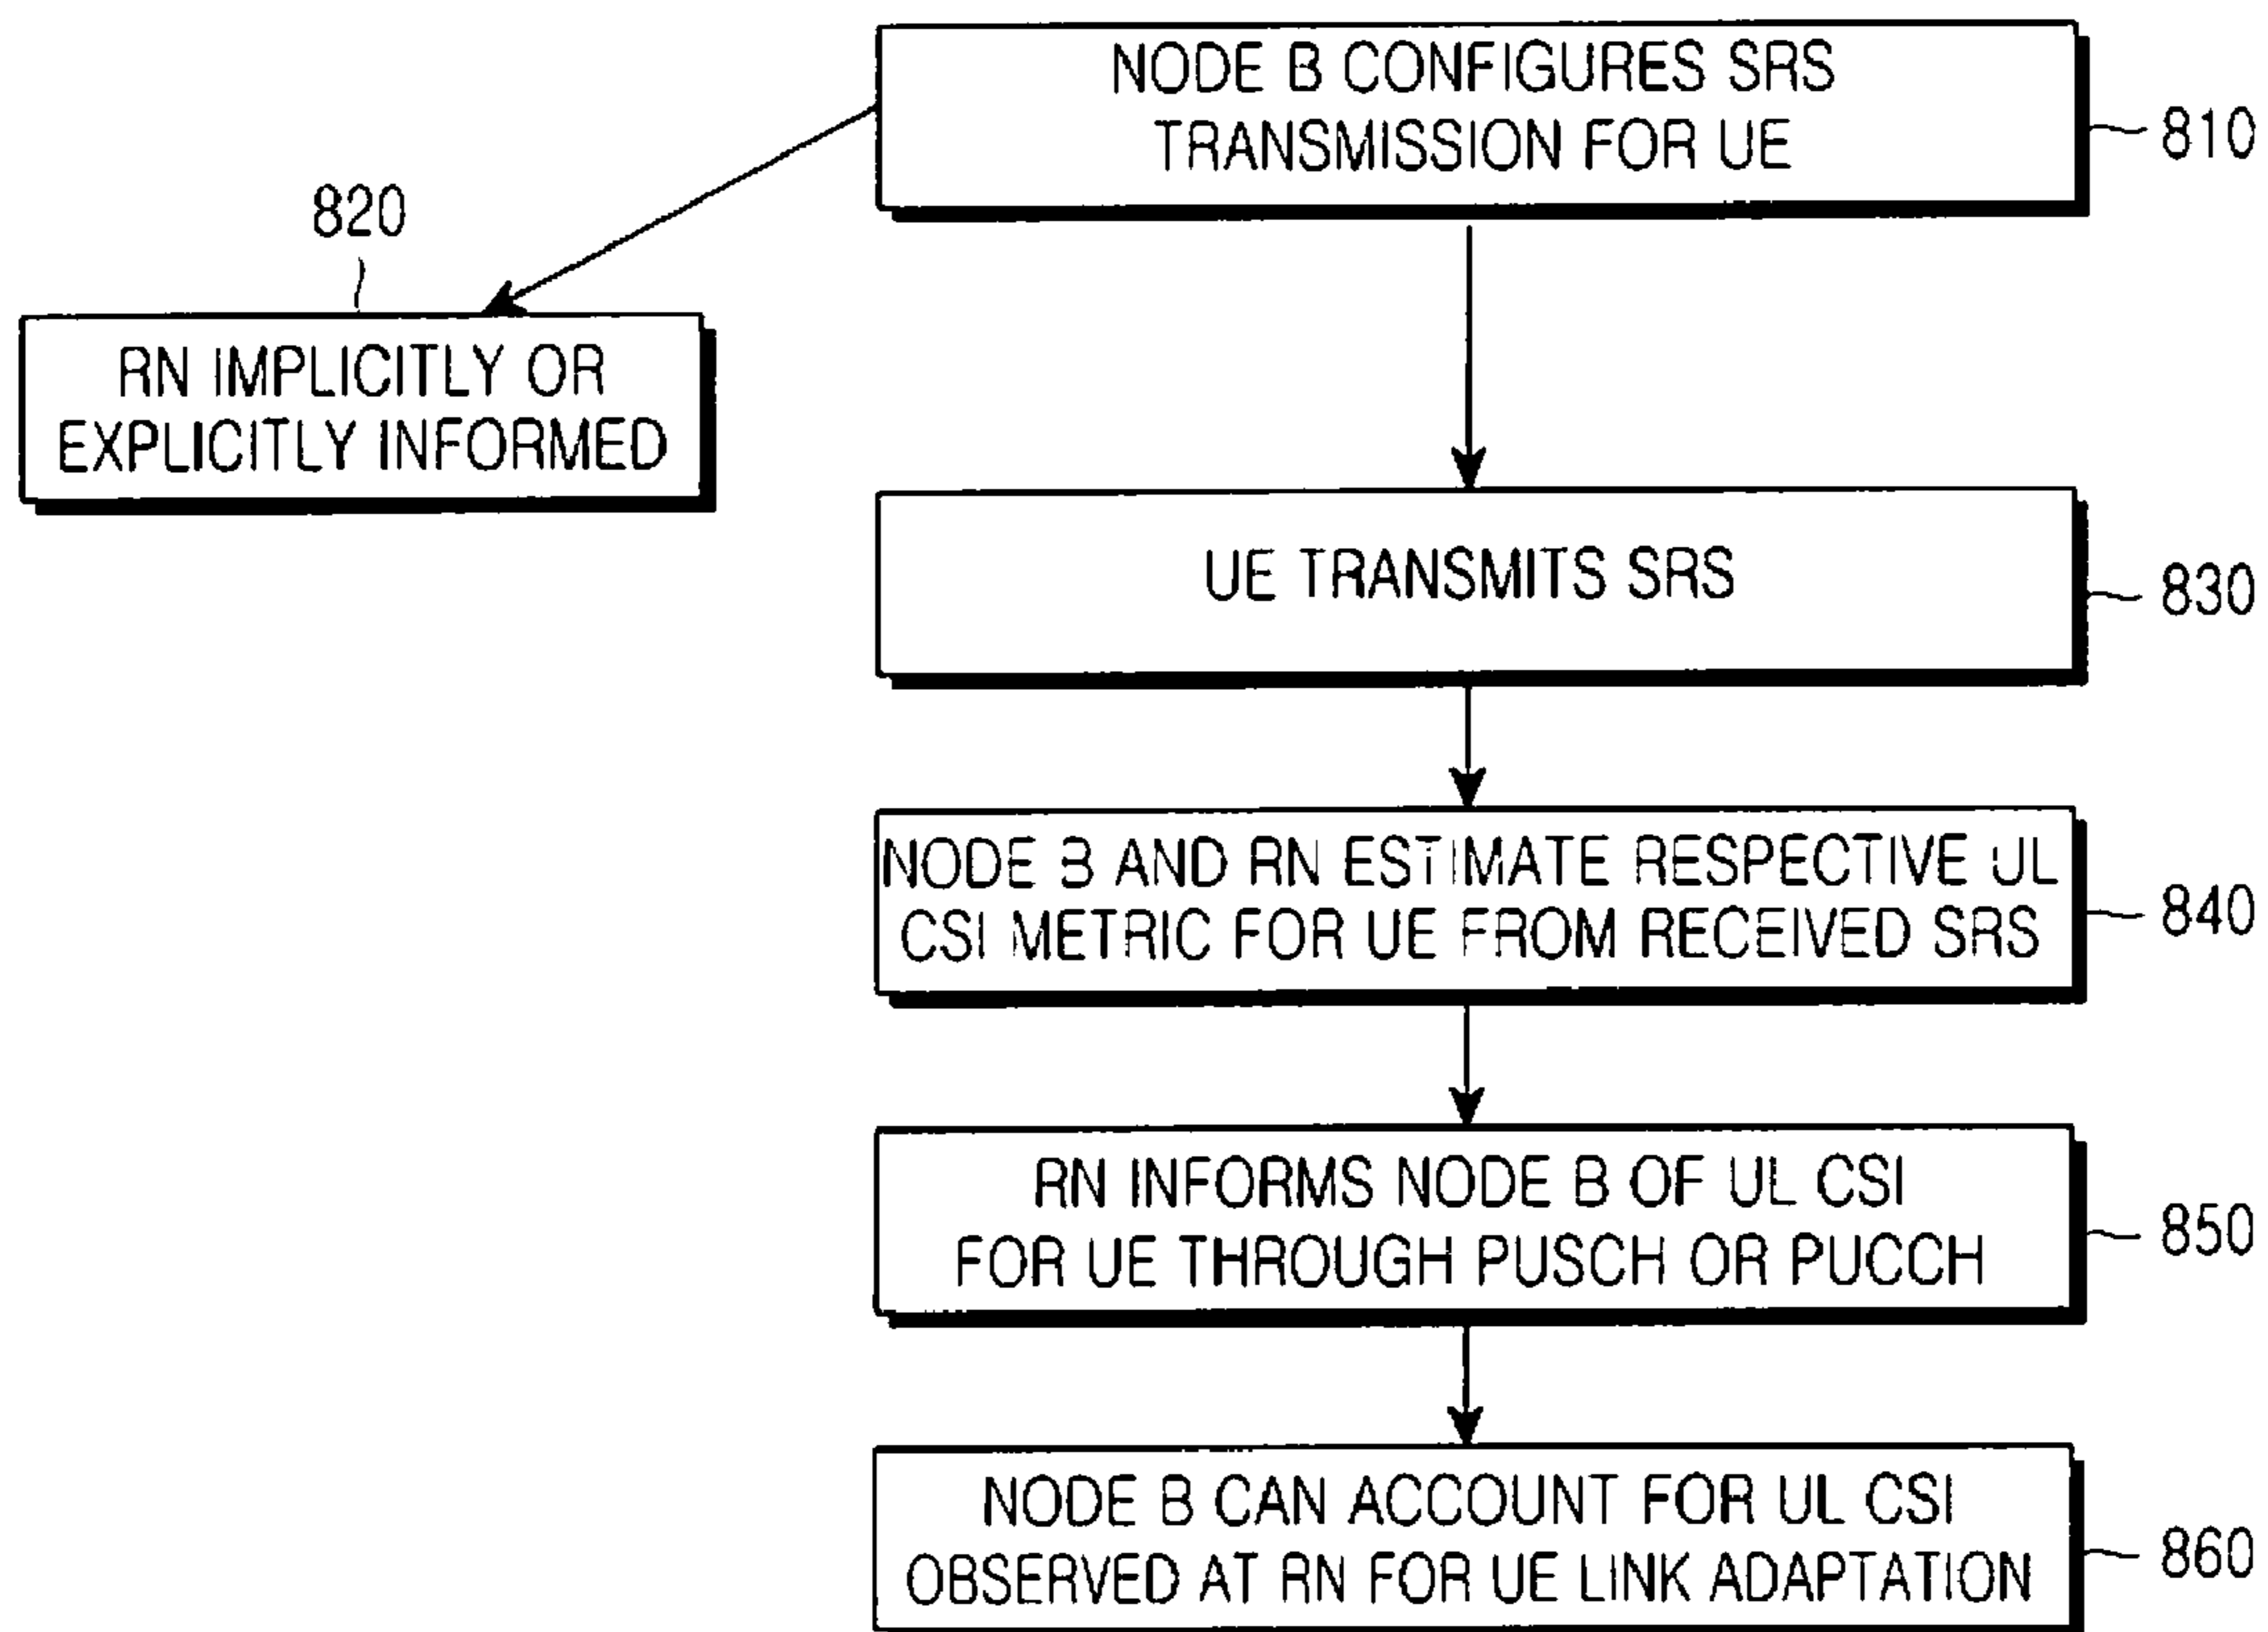 NODE B CONFIGURES SRS
TRANSMISSION FOR UE
810
820
RN IMPLICITLY OR
EXPLICITLY INFORMED
UE TRANSMITS SRS
830
NODE B AND RN ESTIMATE RESPECTIVE UL
CSI METRIC FOR UE FROM RECEIVED SRS
840
RN INFORMS NODE B OF UL CSI
FOR UE THROUGH PUSCH OR PUCCH
850
NODE B CAN ACCOUNT FOR UL CSI
OBSERVED AT RN FOR UE LINK ADAPTATION
860